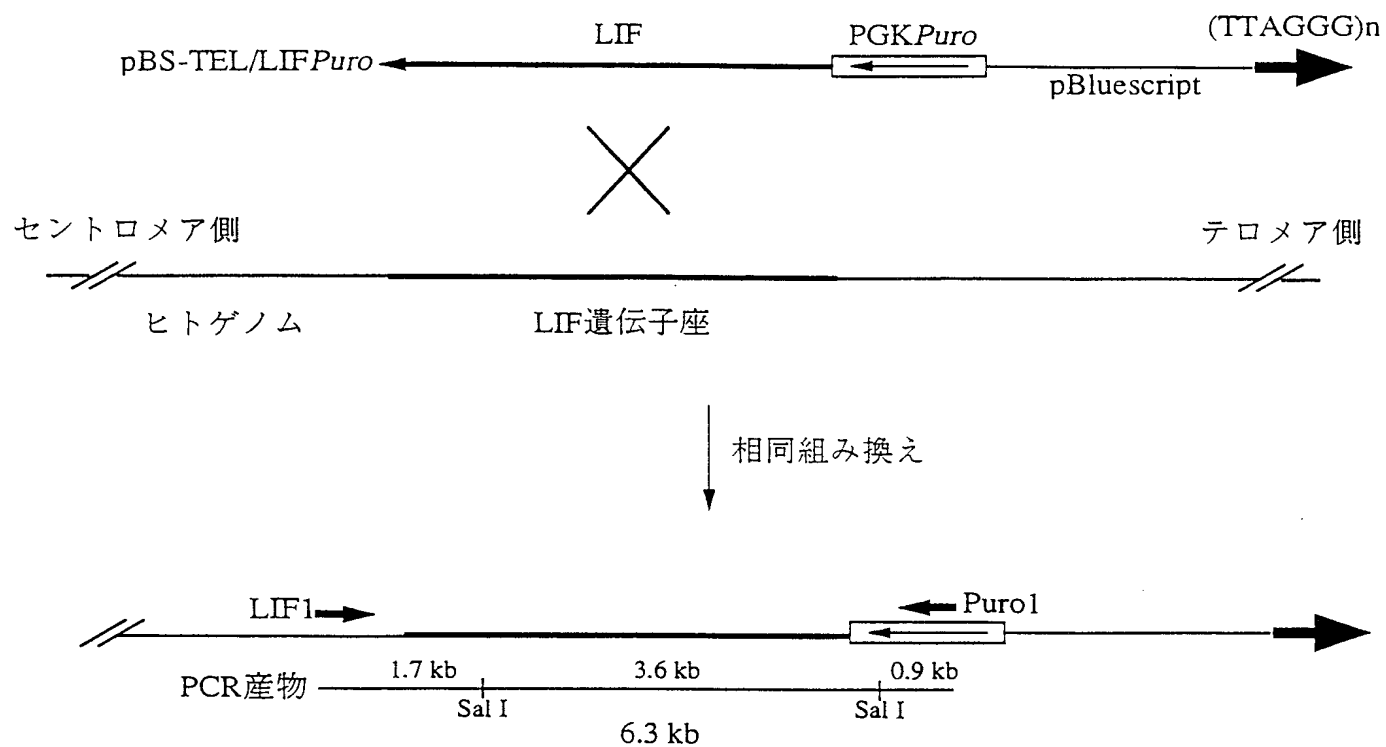 LIF
PGKPuro
(TTAGGG)n
pBS-TEL/LIFPuro
pBluescript
セントロメア側
テロメア側
ヒトゲノム
LIF遺伝子座
相同組み換え
LIF1
Puro1
1.7 kb
3.6 kb
0.9 kb
PCR産物
Sal I
Sal I
6.3 kb